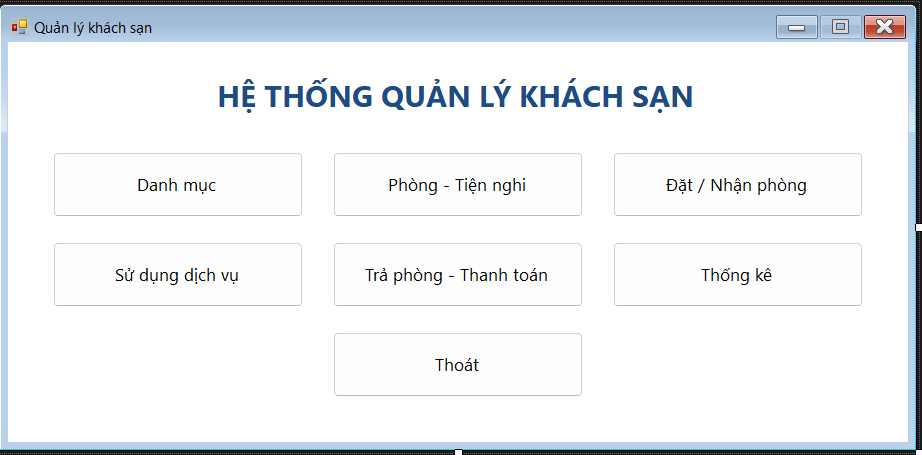 Quản lý khách sạn
HỆ THỐNG QUẢN LÝ KHÁCH SẠN
Danh mục
Phòng - Tiện nghi
Đặt / Nhận phòng
Sử dụng dịch vụ
Trả phòng - Thanh toán
Thống kê
Thoát